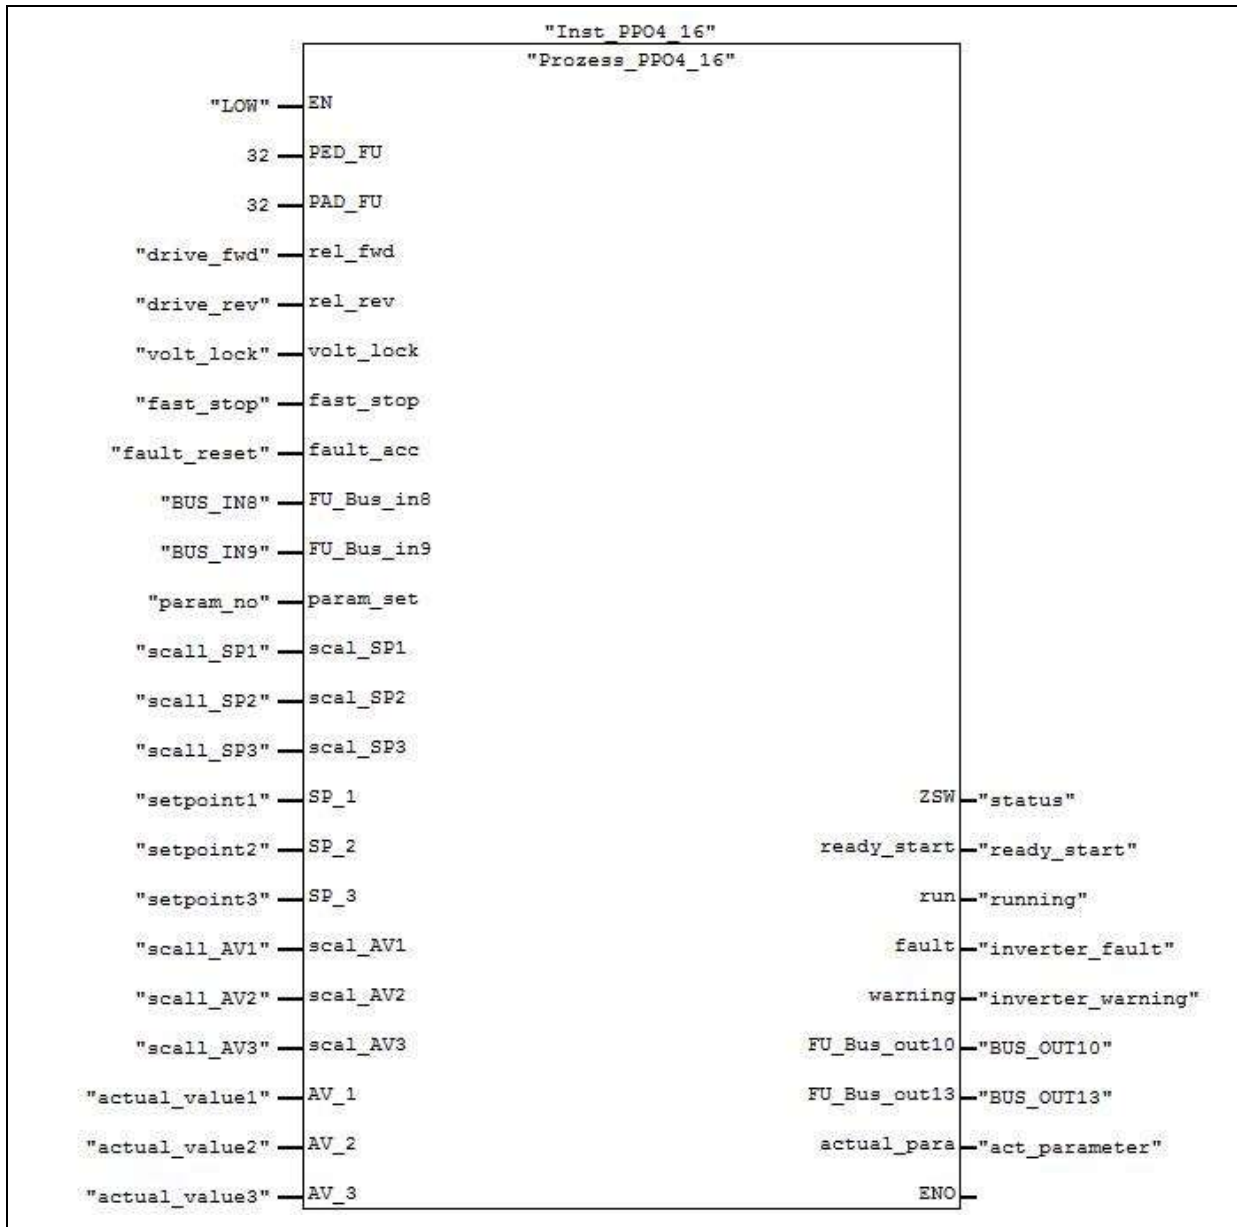 "Inst_PPO4_16"
"Prozess_PPO4_16"
"LOW" EN
32 PED_FU
32 PAD_FU
"drive_fwd" rel_fwd
"drive_rev" rel_rev
"volt_lock" volt_lock
"fast_stop" fast_stop
"fault_reset" fault_acc
"BUS_IN8" FU_Bus_in8
"BUS_IN9" FU_Bus_in9
"param_no" param_set
"scall_SP1" scal_SP1
"scall_SP2" scal_SP2
"scall_SP3" scal_SP3
"setpoint1" SP_1 ZSW "status"
"setpoint2" SP_2 ready_start "ready_start"
"setpoint3" SP_3 run "running"
"scall_AV1" scal_AV1 fault "inverter_fault"
"scall_AV2" scal_AV2 warning "inverter_warning"
"scall_AV3" scal_AV3 FU_Bus_out10 "BUS_OUT10"
"actual_value1" AV_1 FU_Bus_out13 "BUS_OUT13"
"actual_value2" AV_2 actual_para "act_parameter"
"actual_value3" AV_3 ENO